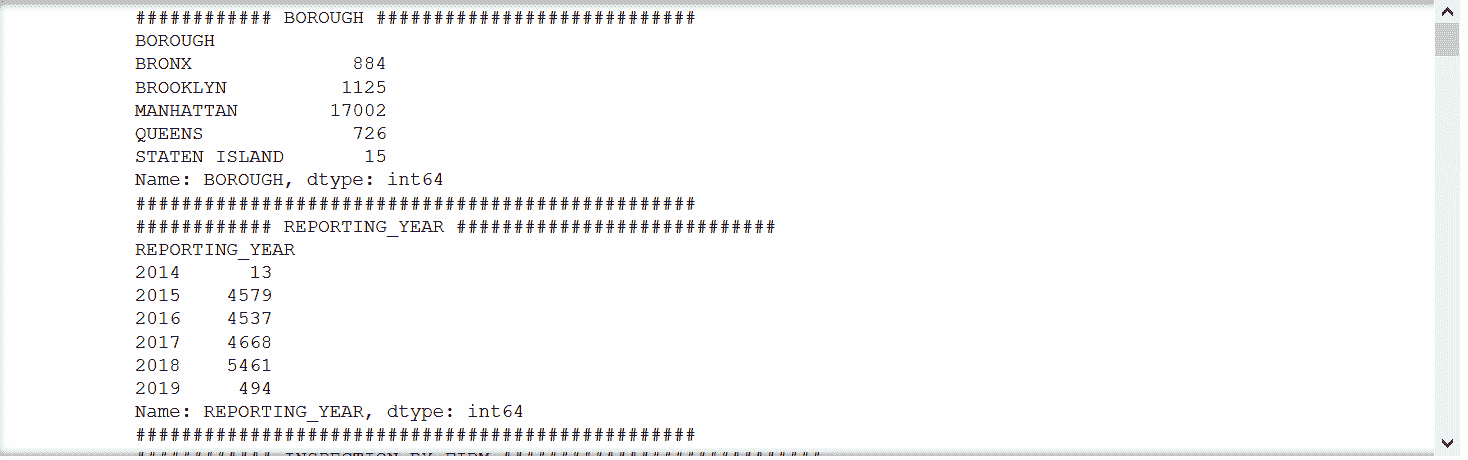 ############ BOROUGH ############################
BOROUGH
BRONX              884
BROOKLYN          1125
MANHATTAN        17002
QUEENS             726
STATEN ISLAND       15
Name: BOROUGH, dtype: int64
#################################################
############ REPORTING_YEAR ############################
REPORTING_YEAR
2014      13
2015    4579
2016    4537
2017    4668
2018    5461
2019     494
Name: REPORTING_YEAR, dtype: int64
#################################################